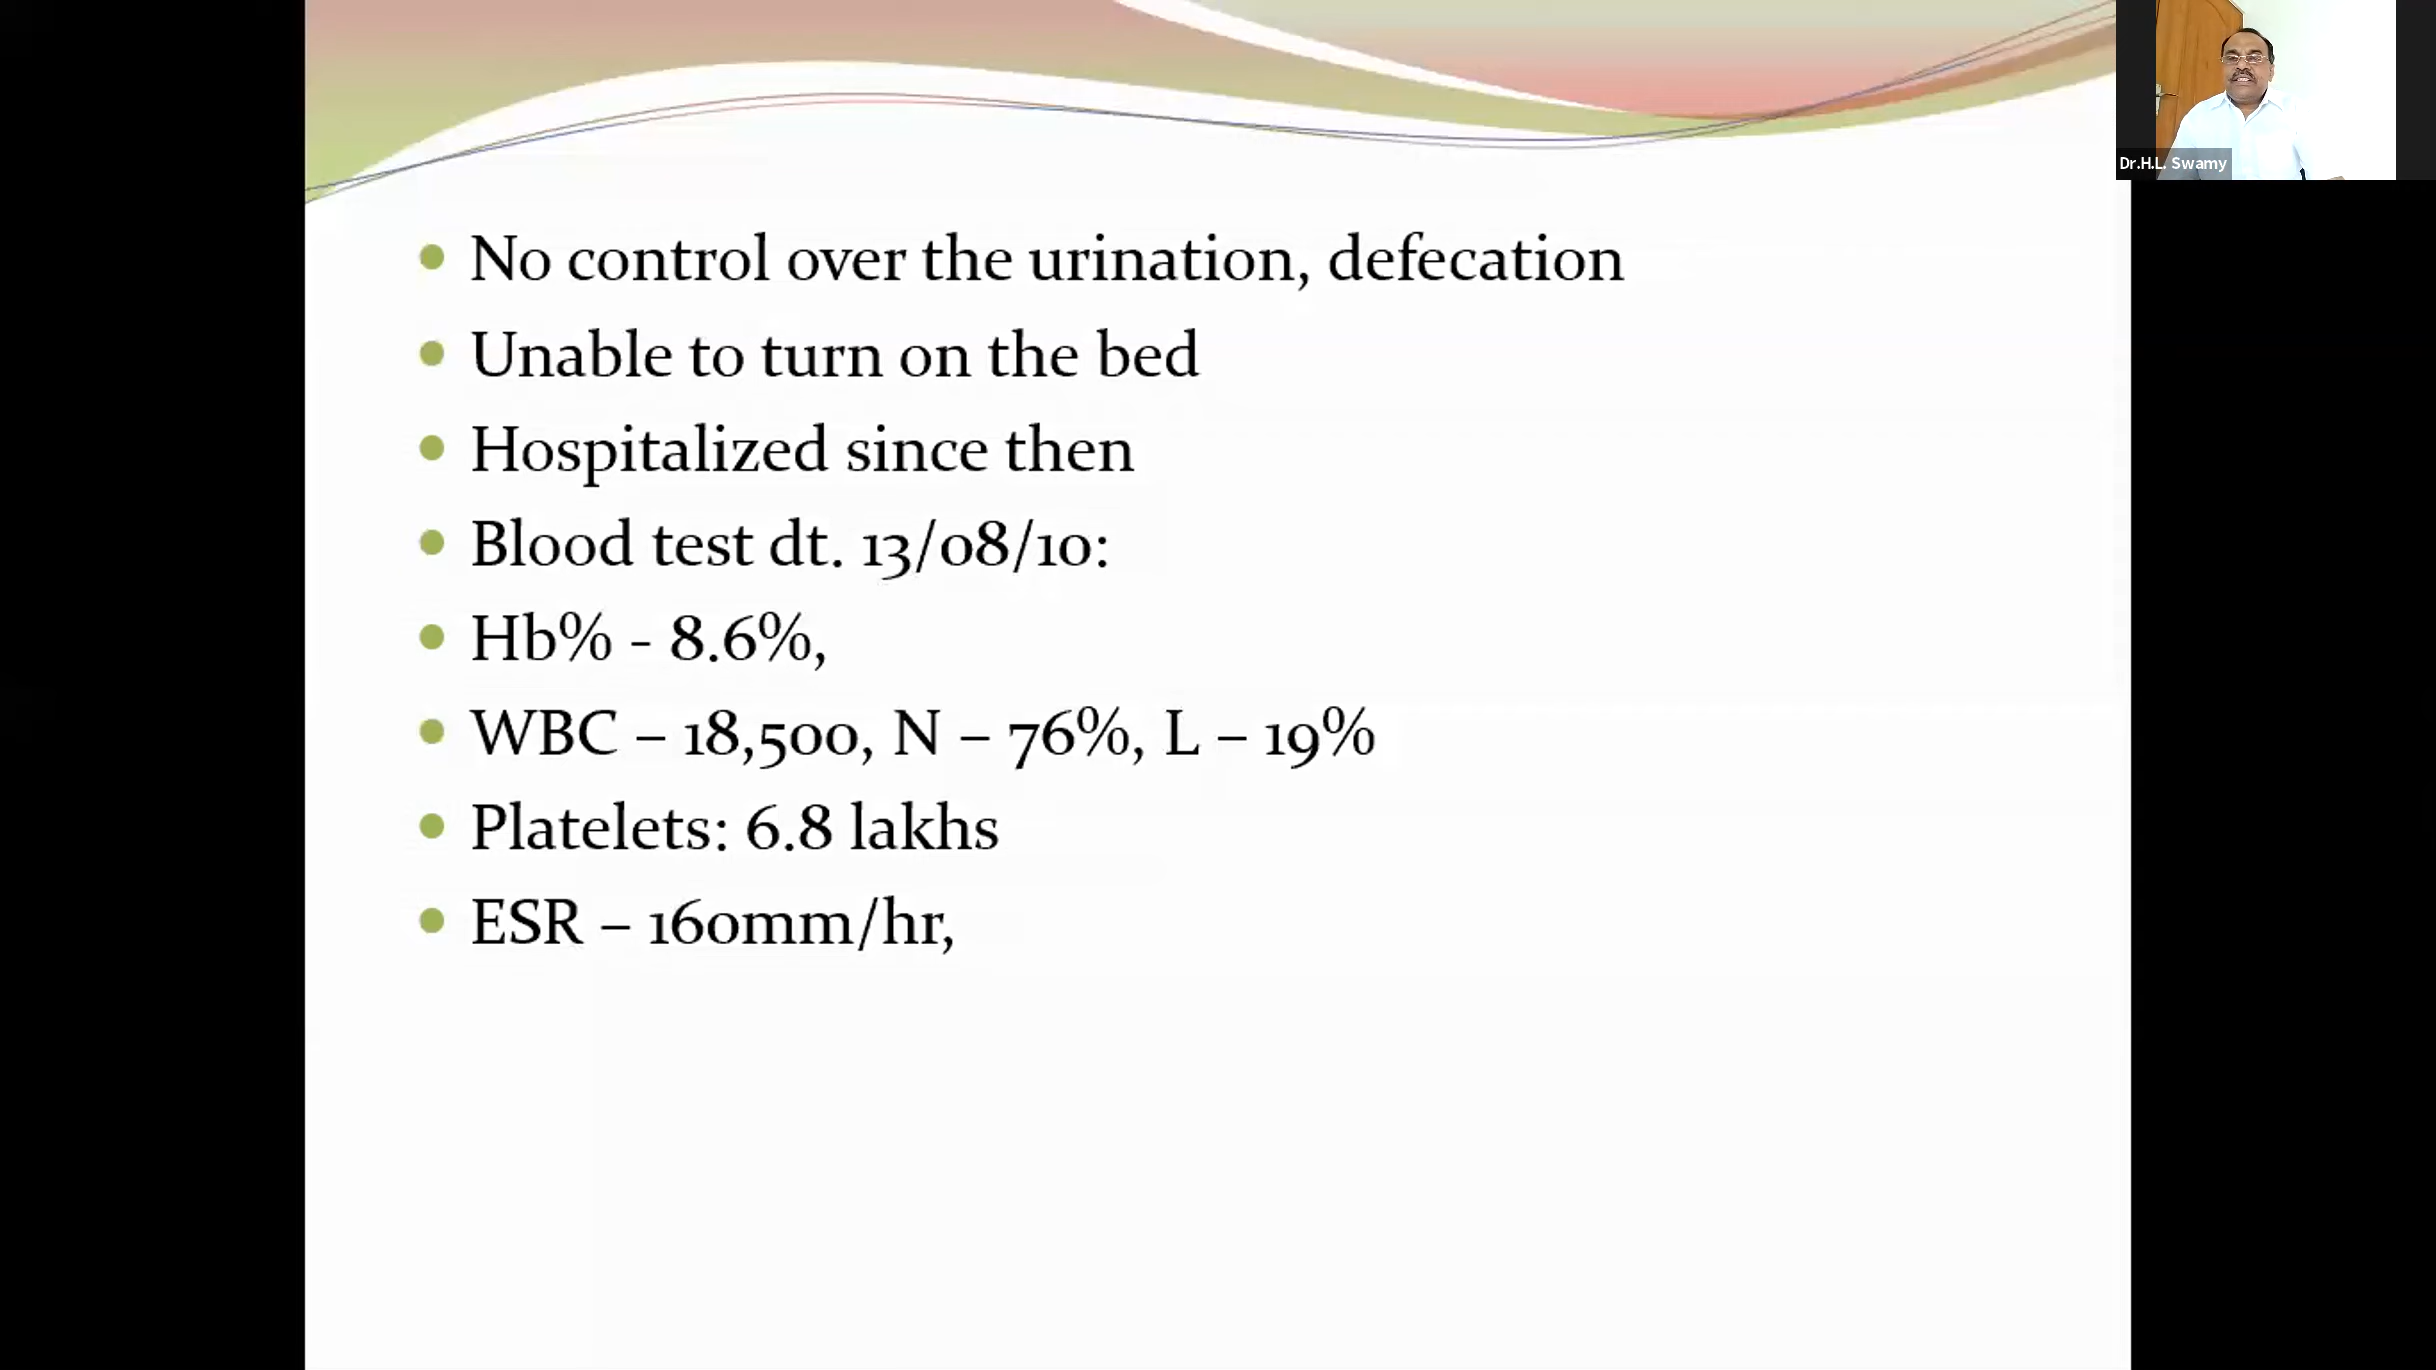 No control over the urination, defecation
Unable to turn on the bed
Hospitalized since then
Blood test dt. 13/08/10:
Hb% - 8.6%,
WBC – 18,500, N – 76%, L – 19%
Platelets: 6.8 lakhs
ESR – 160mm/hr,
Dr.H.L. Swamy